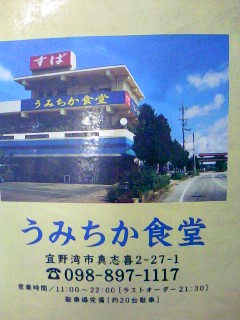 すば
うみちか食堂
うみちか食堂
宜野湾市真志喜2-27-1
☎098-897-1117
営業時間/11:00~22:00[ラストオーダー21:30]
駐車場完備[約20台駐車]